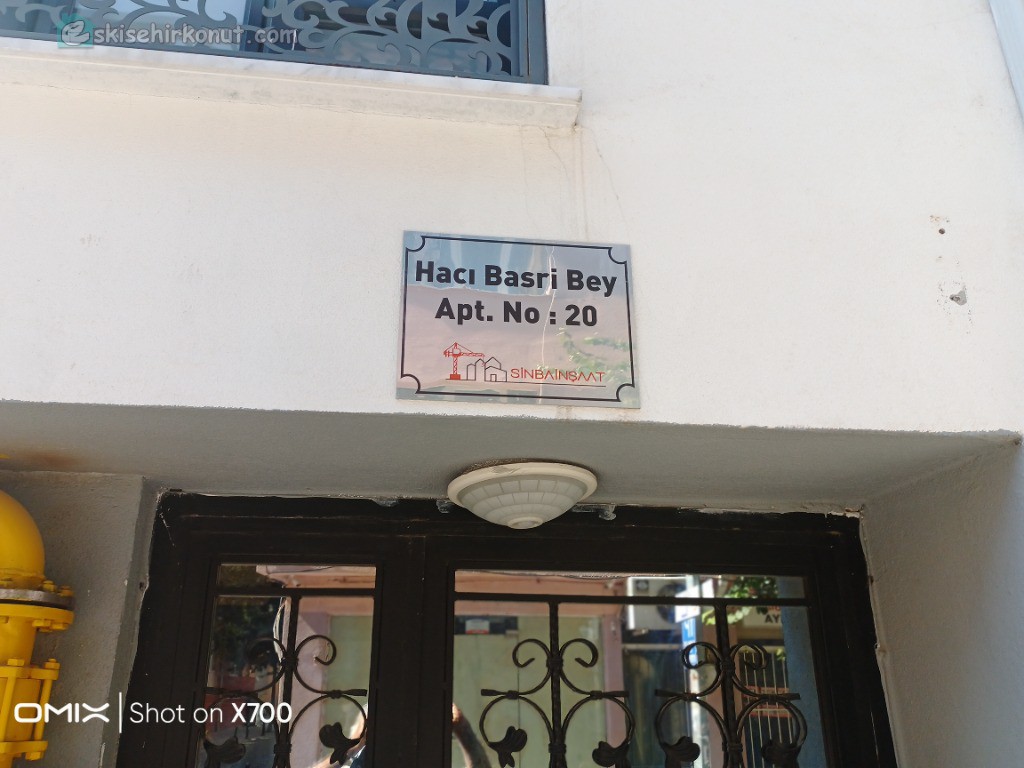 eskisehirkonut.com
Hacı Basri Bey
Apt. No : 20
SİNBAİNŞAAT
OMIX | Shot on X700